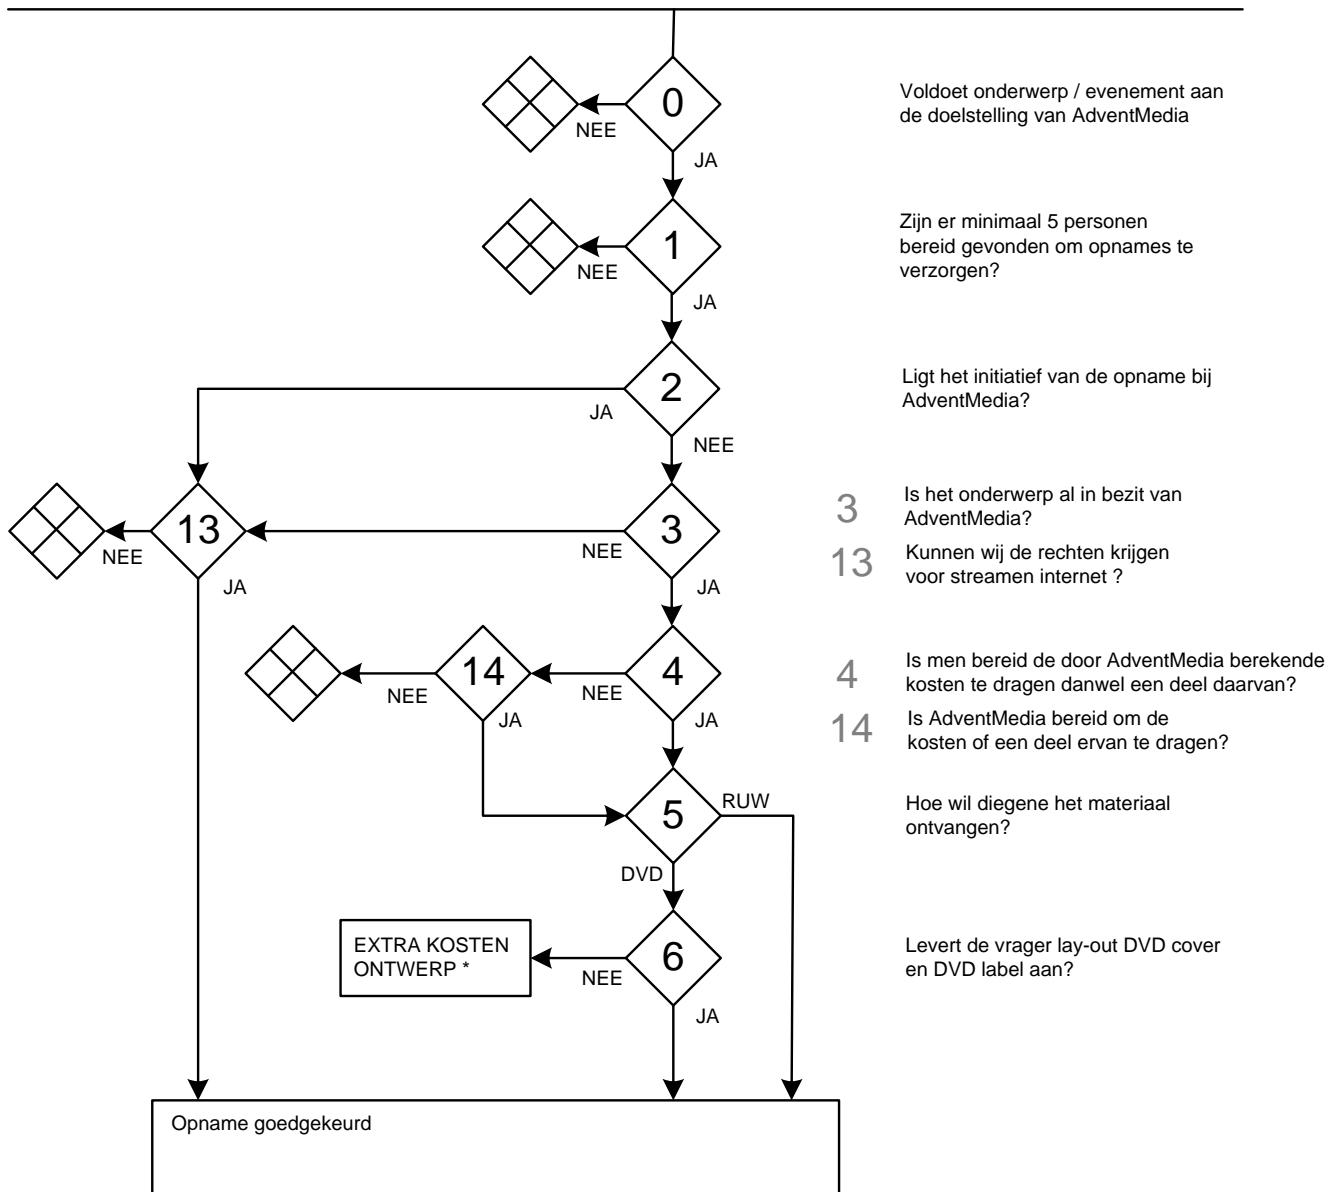 0
Voldoet onderwerp / evenement aan
de doelstelling van AdventMedia
NEE
JA
1
Zijn er minimaal 5 personen
bereid gevonden om opnames te
verzorgen?
NEE
JA
2
Ligt het initiatief van de opname bij
AdventMedia?
JA
NEE
13
3
3
Is het onderwerp al in bezit van
AdventMedia?
NEE
NEE
13
Kunnen wij de rechten krijgen
voor streamen internet ?
JA
JA
14
4
4
Is men bereid de door AdventMedia berekende
kosten te dragen danwel een deel daarvan?
NEE
NEE
14
Is AdventMedia bereid om de
kosten of een deel ervan te dragen?
JA
JA
5
RUW
Hoe wil diegene het materiaal
ontvangen?
DVD
EXTRA KOSTEN
ONTWERP *
6
Levert de vrager lay-out DVD cover
en DVD label aan?
NEE
JA
Opname goedgekeurd